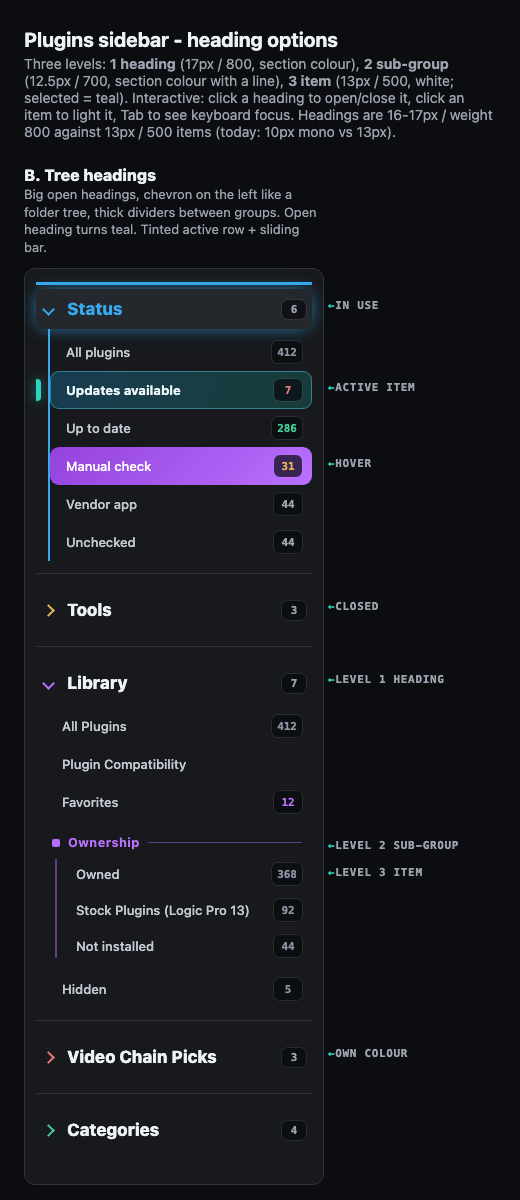 Plugins sidebar - heading options
Three levels: 1 heading (17px / 800, section colour), 2 sub-group
(12.5px / 700, section colour with a line), 3 item (13px / 500, white;
selected = teal). Interactive: click a heading to open/close it, click an
item to light it, Tab to see keyboard focus. Headings are 16-17px / weight
800 against 13px / 500 items (today: 10px mono vs 13px).
B. Tree headings
Big open headings, chevron on the left like a
folder tree, thick dividers between groups. Open
heading turns teal. Tinted active row + sliding
bar.
Status 6 ←IN USE
All plugins 412
Updates available 7 ←ACTIVE ITEM
Up to date 286
Manual check 31 ←HOVER
Vendor app 44
Unchecked 44
Tools 3 ←CLOSED
Library 7 ←LEVEL 1 HEADING
All Plugins 412
Plugin Compatibility
Favorites 12
Ownership ←LEVEL 2 SUB-GROUP
Owned 368 ←LEVEL 3 ITEM
Stock Plugins (Logic Pro 13) 92
Not installed 44
Hidden 5
Video Chain Picks 3 ←OWN COLOUR
Categories 4